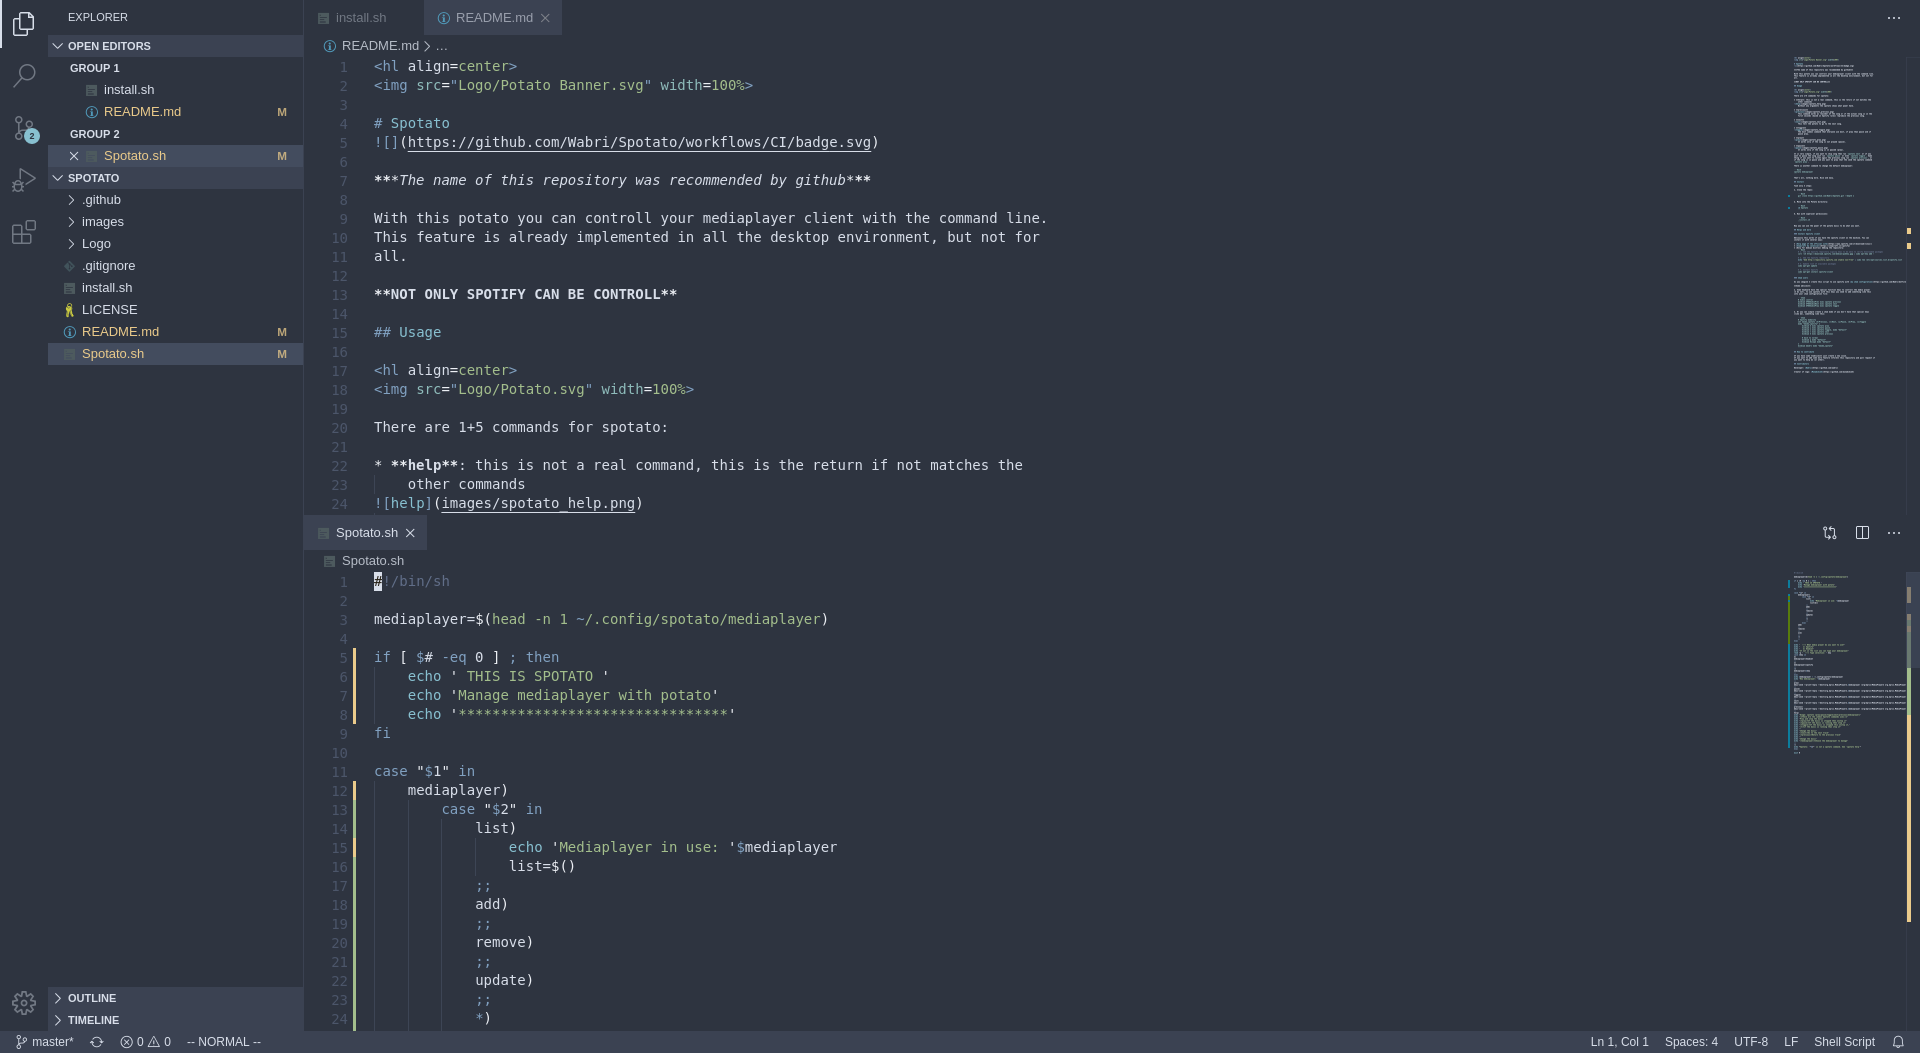 EXPLORER
OPEN EDITORS
GROUP 1
install.sh
README.md M
GROUP 2
Spotato.sh M
SPOTATO
.github
images
Logo
.gitignore
install.sh
LICENSE
README.md M
Spotato.sh M
OUTLINE
TIMELINE
2
install.sh README.md
README.md > …
1 <hl align=center>
2 <img src="Logo/Potato Banner.svg" width=100%>
3
4 # Spotato
5 ![](https://github.com/Wabri/Spotato/workflows/CI/badge.svg)
6
7 ***The name of this repository was recommended by github***
8
9 With this potato you can controll your mediaplayer client with the command line.
10 This feature is already implemented in all the desktop environment, but not for
11 all.
12
13 **NOT ONLY SPOTIFY CAN BE CONTROLL**
14
15 ## Usage
16
17 <hl align=center>
18 <img src="Logo/Potato.svg" width=100%>
19
20 There are 1+5 commands for spotato:
21
22 * **help**: this is not a real command, this is the return if not matches the
23     other commands
24 ![help](images/spotato_help.png)
Spotato.sh
Spotato.sh
1 #!/bin/sh
2
3 mediaplayer=$(head -n 1 ~/.config/spotato/mediaplayer)
4
5 if [ $# -eq 0 ] ; then
6     echo ' THIS IS SPOTATO '
7     echo 'Manage mediaplayer with potato'
8     echo '********************************'
9 fi
10
11 case "$1" in
12     mediaplayer)
13         case "$2" in
14             list)
15                 echo 'Mediaplayer in use: '$mediaplayer
16                 list=$()
17             ;;
18             add)
19             ;;
20             remove)
21             ;;
22             update)
23             ;;
24             *)
master* 0 0 -- NORMAL -- Ln 1, Col 1 Spaces: 4 UTF-8 LF Shell Script